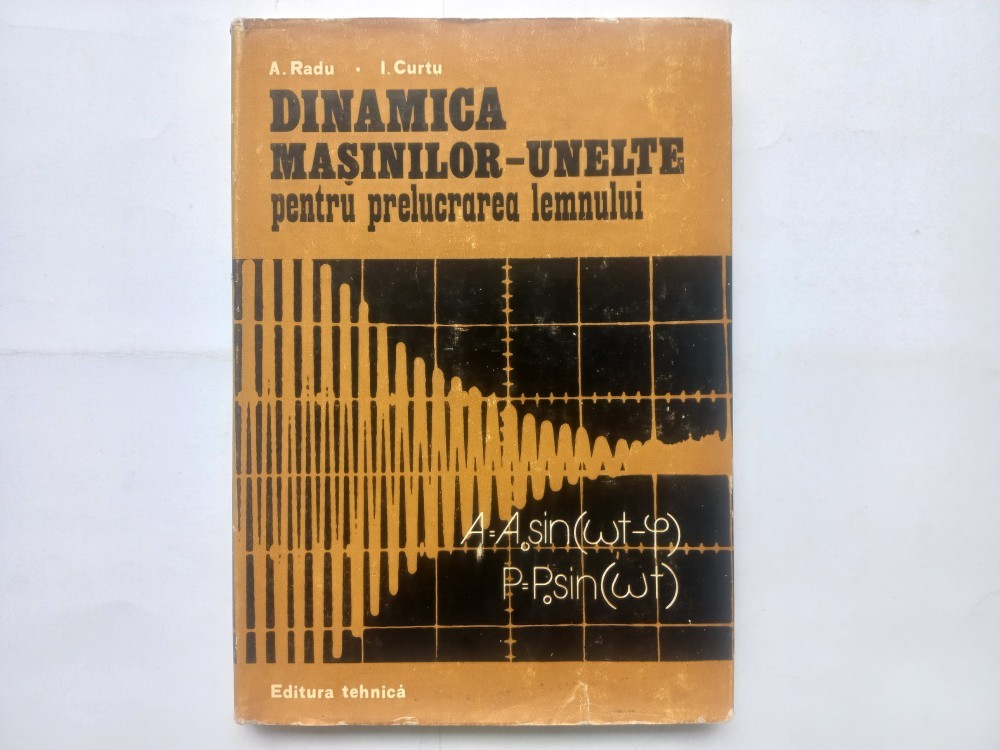 A. Radu · I. Curtu
DINAMICA
MAȘINILOR-UNELTE
pentru prelucrarea lemnului
A=A₀sin(ωt-φ)
P=P₀sin(ωt)
Editura tehnică